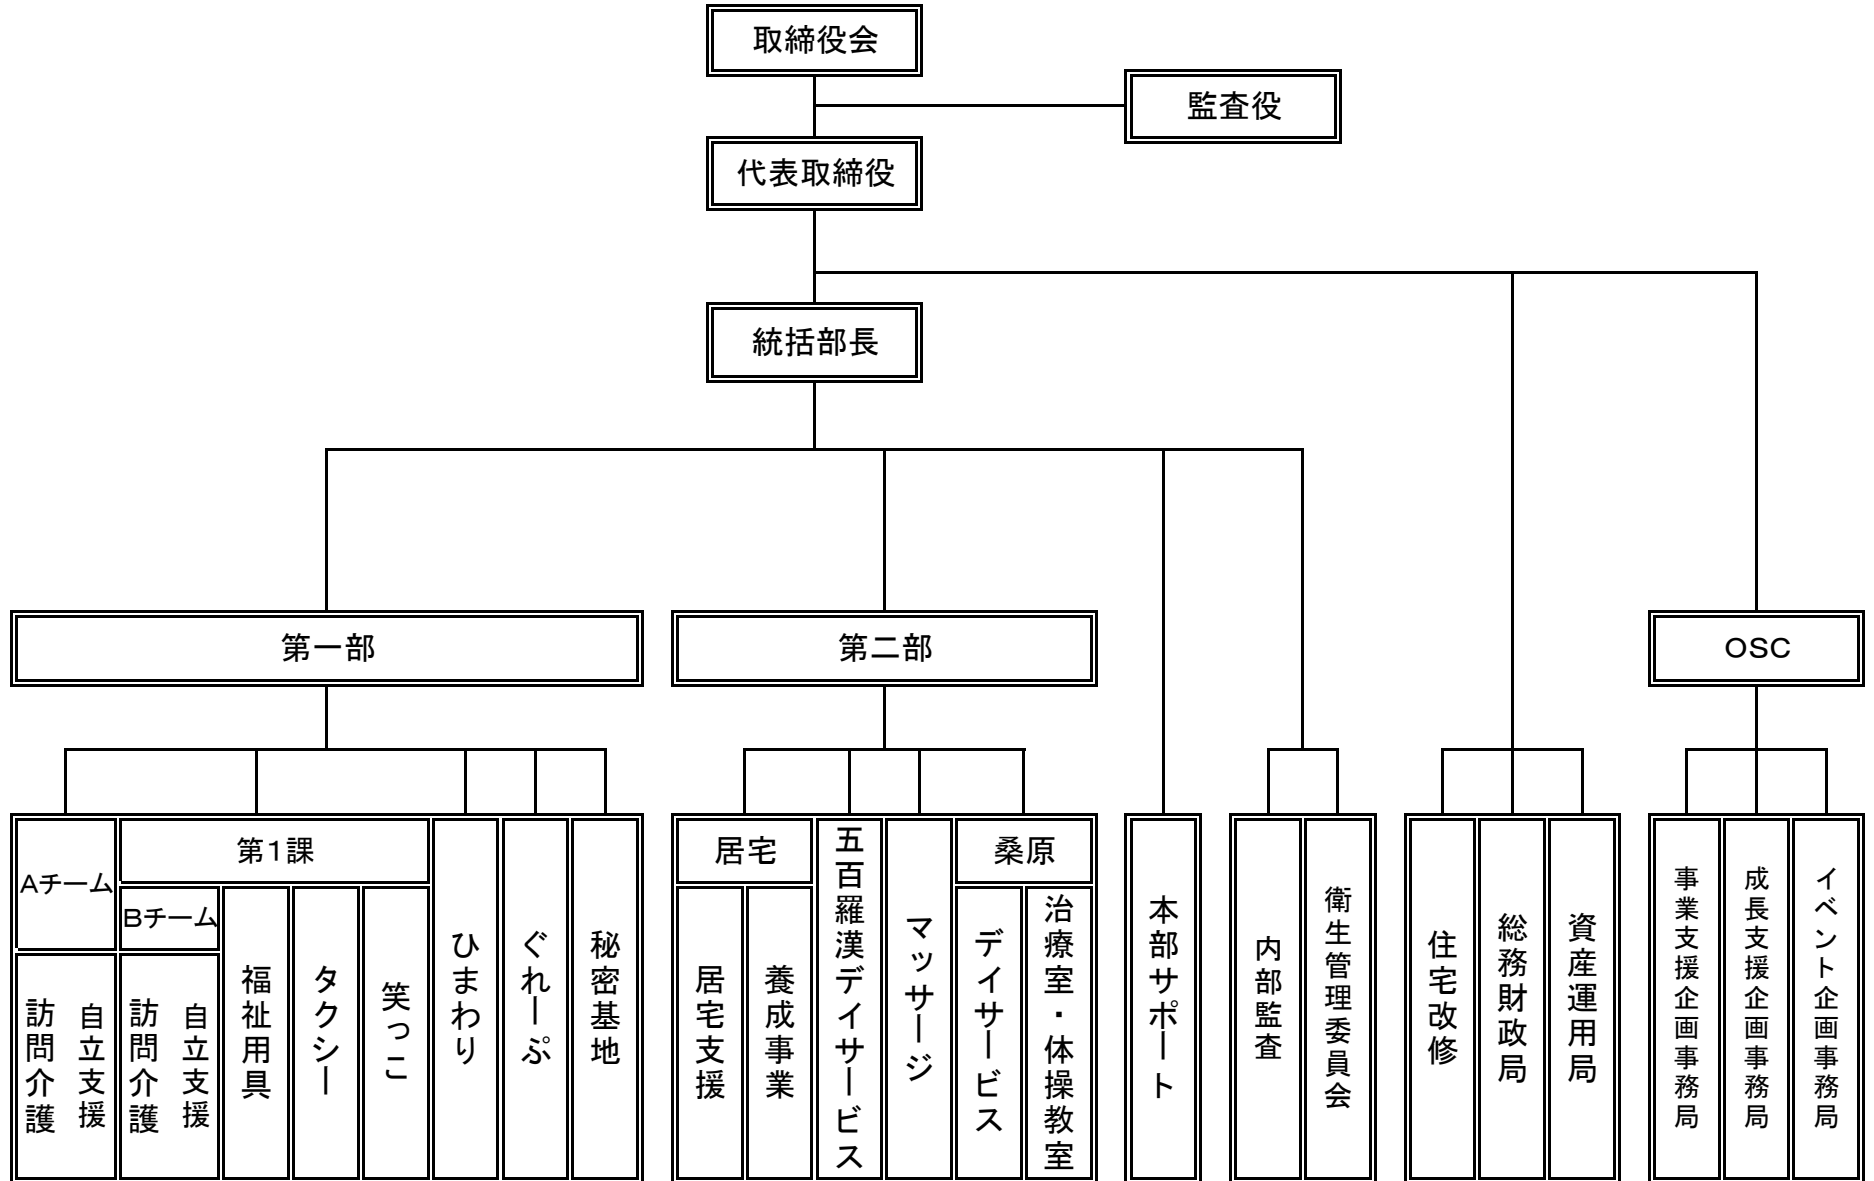 取締役会
監査役
代表取締役
統括部長
第一部
第二部
OSC
Aチーム
第1課
Bチーム
訪問介護
自立支援
訪問介護
自立支援
福祉用具
タクシー
笑っこ
ひまわり
ぐれーぷ
秘密基地
居宅
居宅支援
養成事業
五百羅漢デイサービス
マッサージ
桑原
デイサービス
治療室・体操教室
本部サポート
内部監査
衛生管理委員会
住宅改修
総務財政局
資産運用局
事業支援企画事務局
成長支援企画事務局
イベント企画事務局